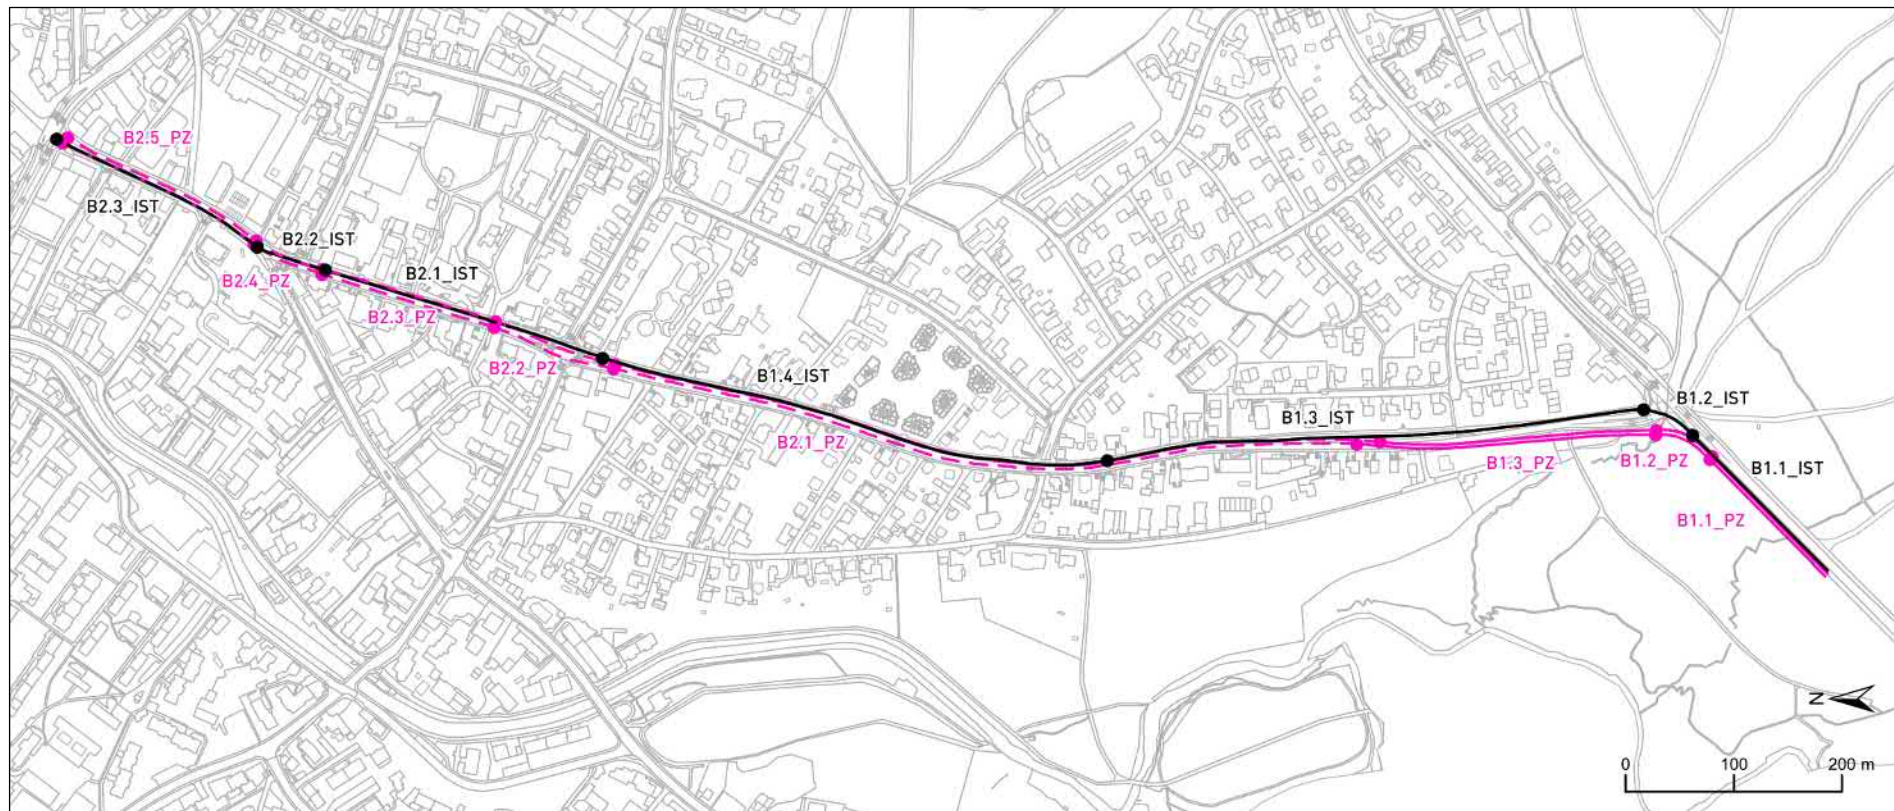 B2.5_PZ
B2.3_IST
B2.2_IST
B2.4_PZ
B2.1_IST
B2.3_PZ
B2.2_PZ
B1.4_IST
B2.1_PZ
B1.3_IST
B1.2_IST
B1.3_PZ
B1.2_PZ
B1.1_IST
B1.1_PZ
N
0 100 200 m